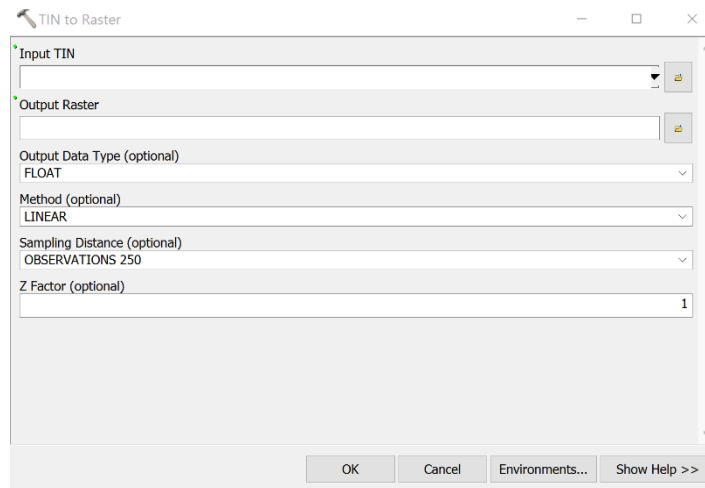 TIN to Raster
Input TIN
Output Raster
Output Data Type (optional)
FLOAT
Method (optional)
LINEAR
Sampling Distance (optional)
OBSERVATIONS 250
Z Factor (optional)
1
OK Cancel Environments... Show Help >>